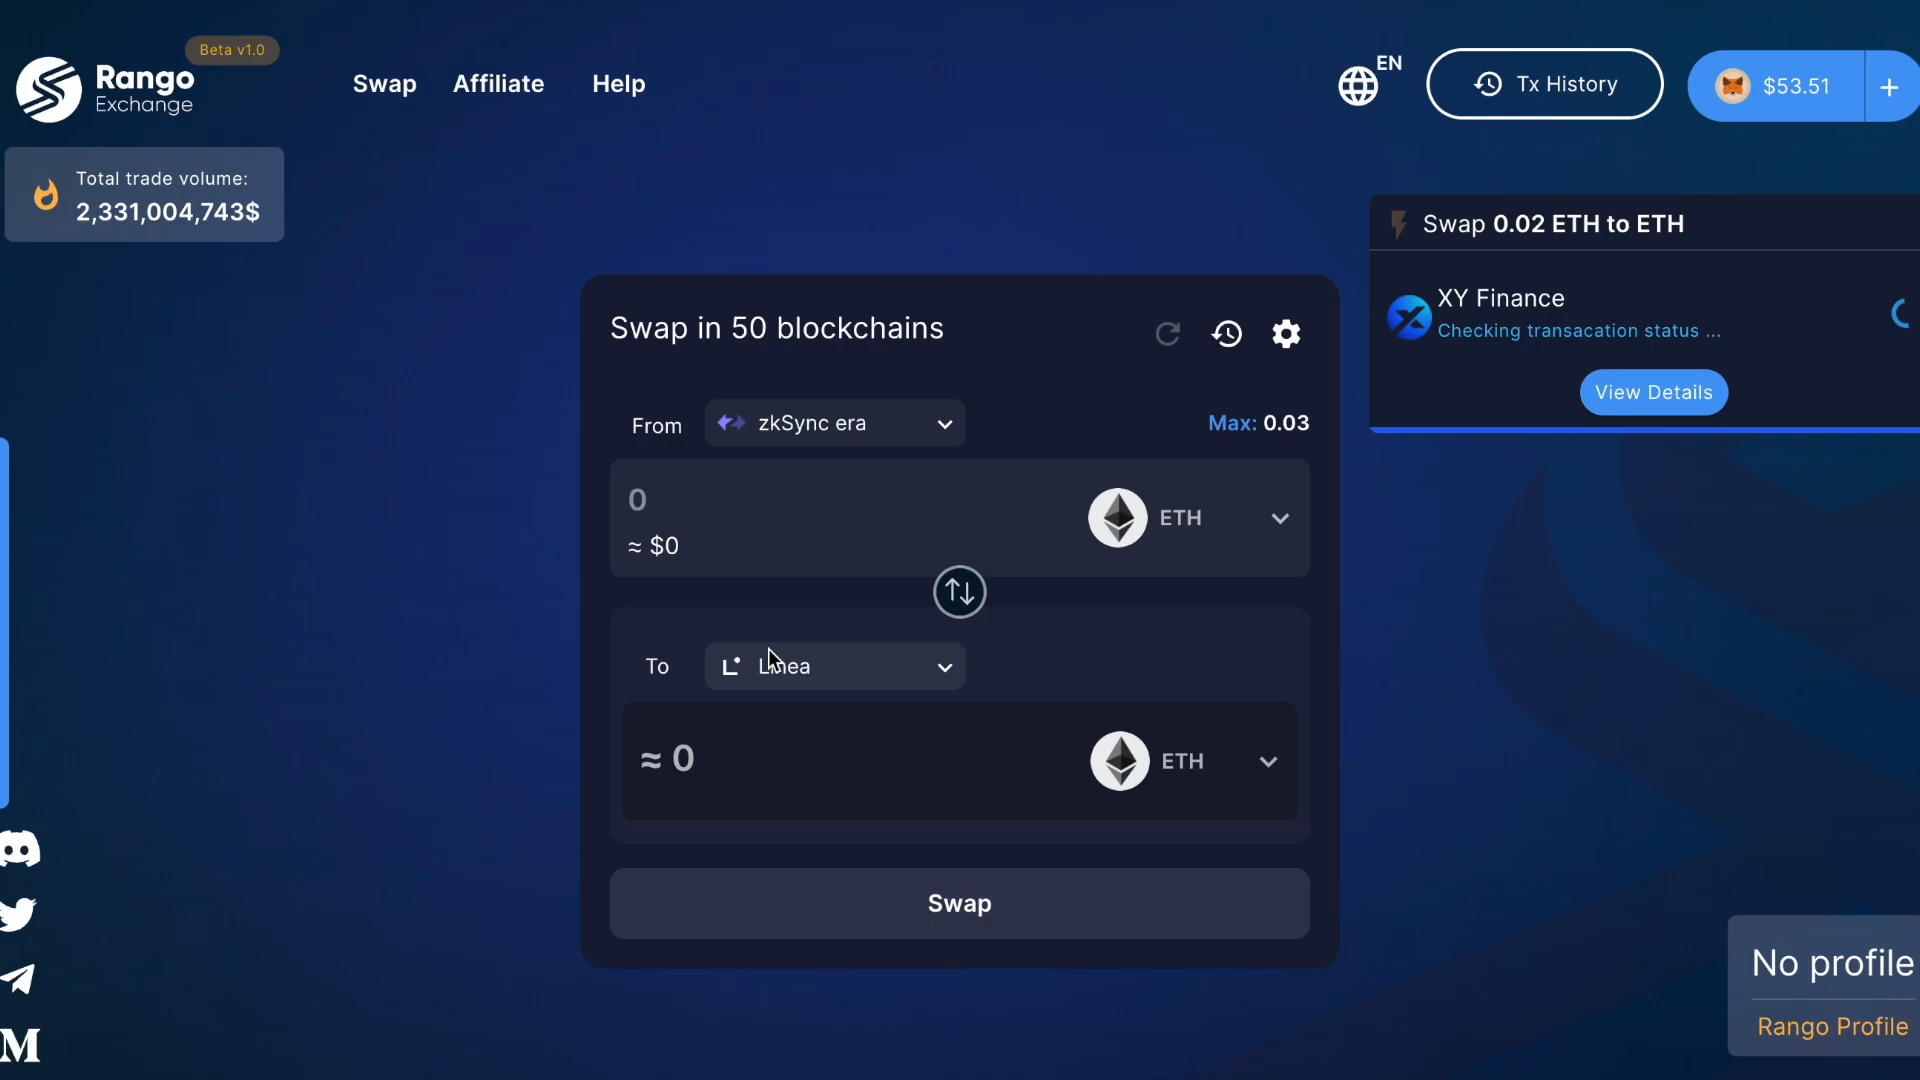 Beta v1.0
Rango
Exchange
Swap
Affiliate
Help
EN
Tx History
$53.51
+
Total trade volume:
2,331,004,743$
Swap 0.02 ETH to ETH
XY Finance
Checking transacation status ...
View Details
Swap in 50 blockchains
From
zkSync era
Max: 0.03
0
ETH
≈ $0
To
Linea
≈ 0
ETH
Swap
No profile
Rango Profile